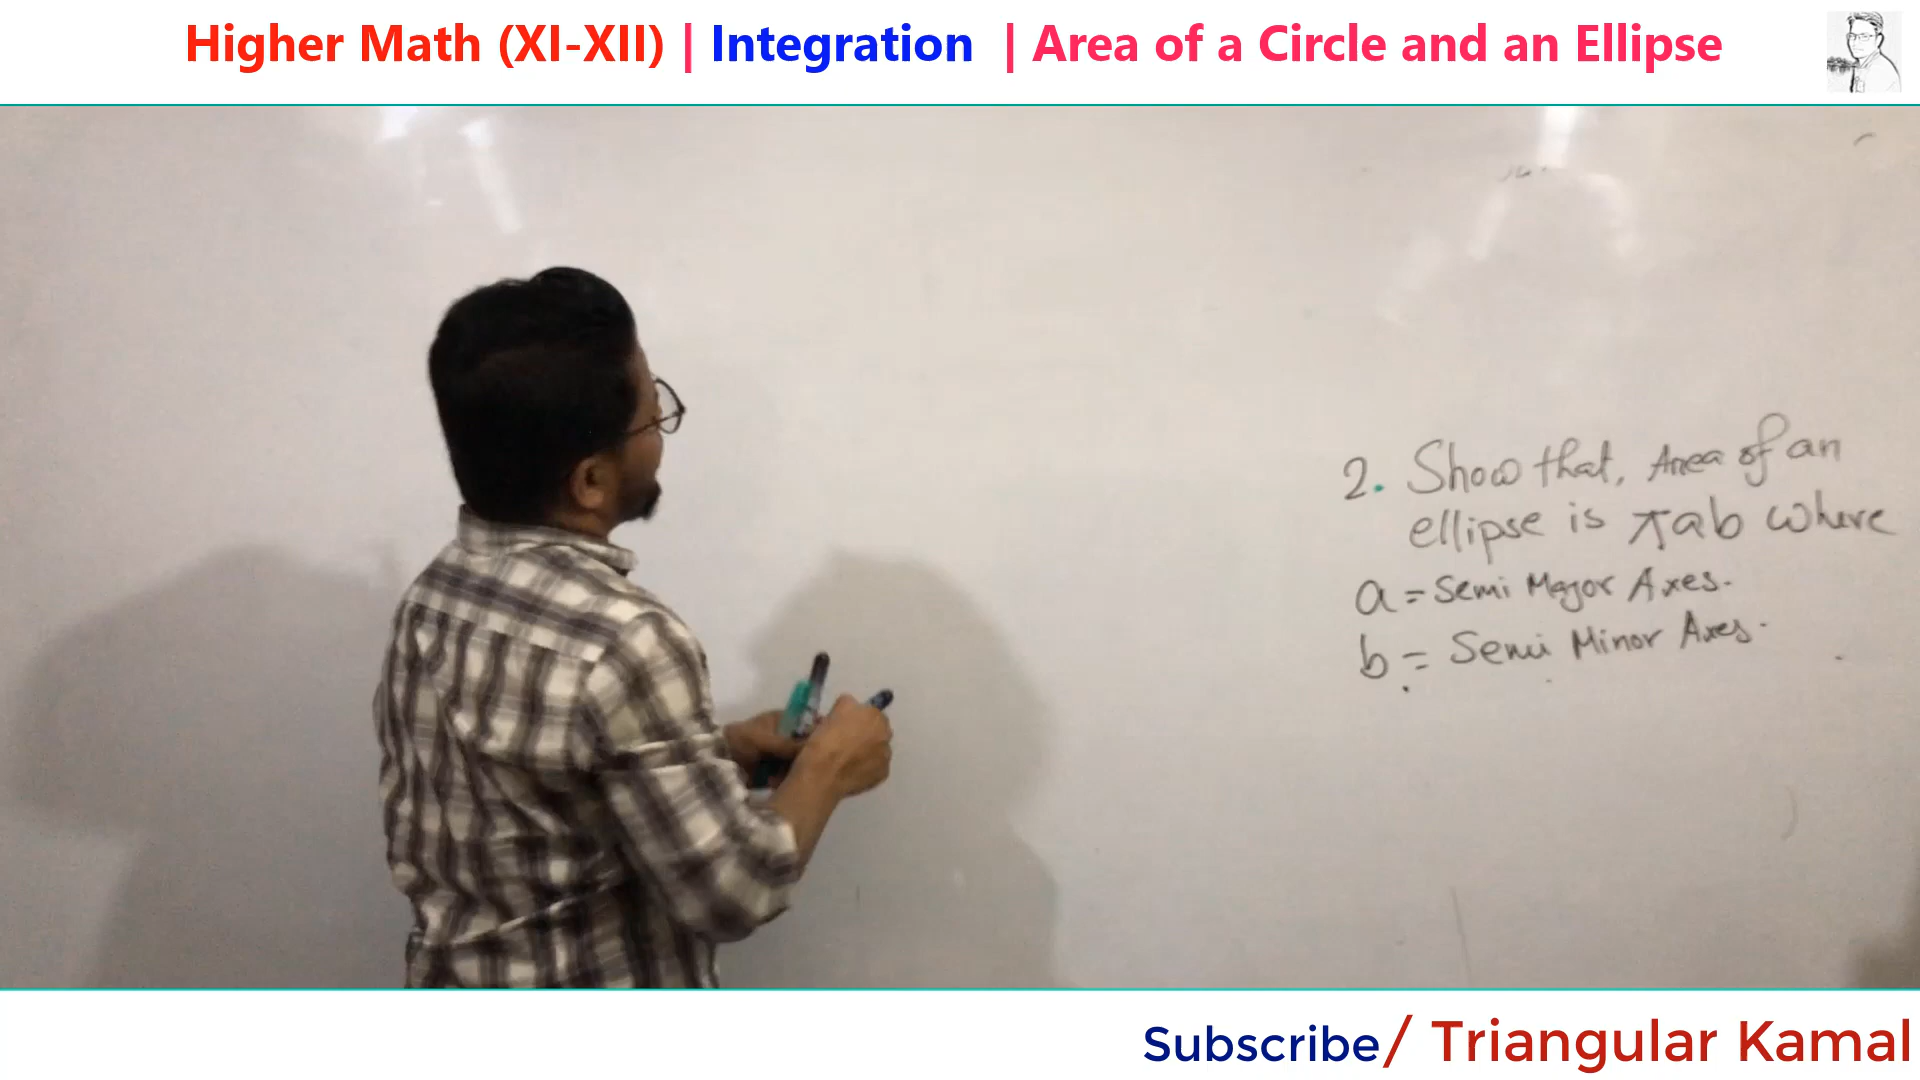 Higher Math (XI-XII) | Integration | Area of a Circle and an Ellipse
2. Show that, Area of an
ellipse is πab where
a = Semi Major Axes.
b = Semi Minor Axes.
Subscribe/ Triangular Kamal